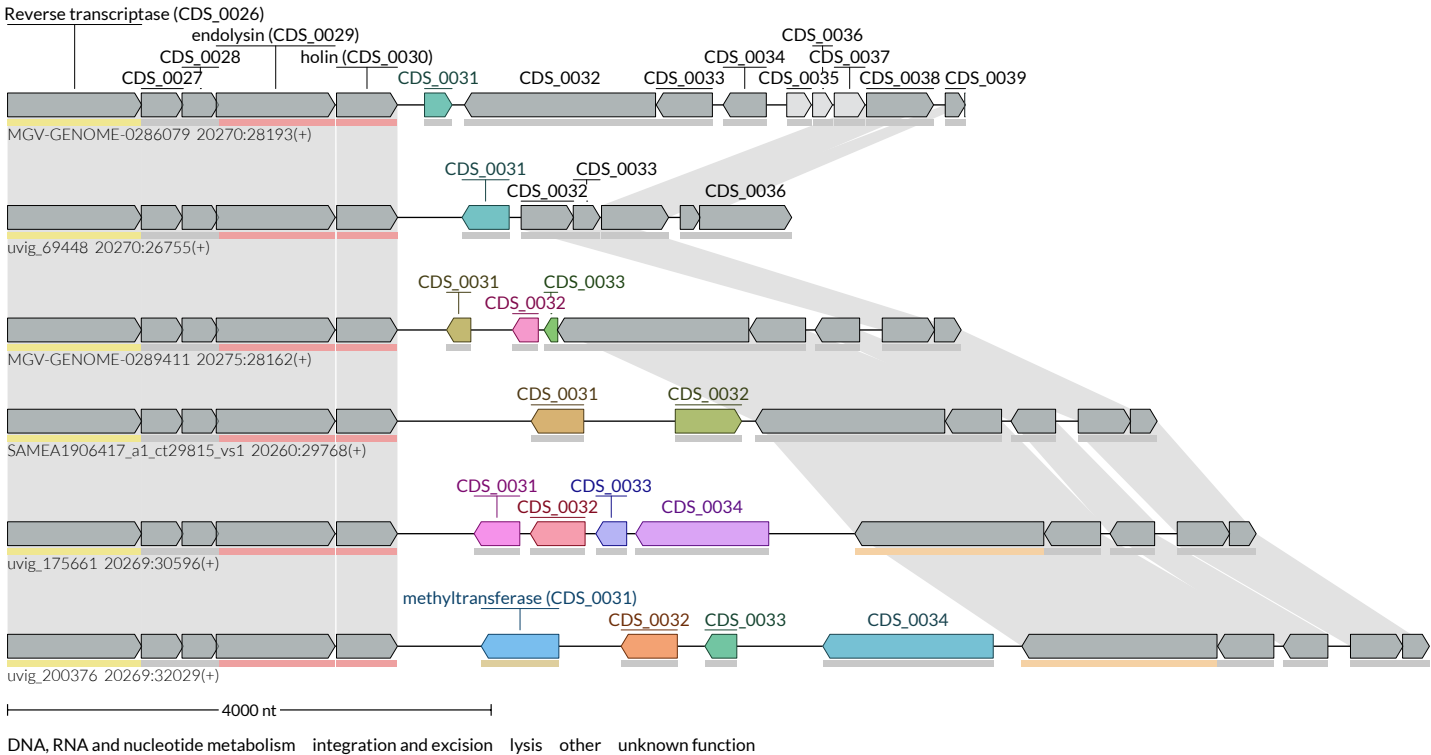 Reverse transcriptase (CDS_0026)
endolysin (CDS_0029) CDS_0036
CDS_0028 holin (CDS_0030) CDS_0034 CDS_0037
CDS_0027 CDS_0031 CDS_0032 CDS_0033 CDS_0035 CDS_0038 CDS_0039
MGV-GENOME-0286079 20270:28193(+)
CDS_0031 CDS_0033
CDS_0032 CDS_0036
uvig_69448 20270:26755(+)
CDS_0031 CDS_0033
CDS_0032
MGV-GENOME-0289411 20275:28162(+)
CDS_0031 CDS_0032
SAMEA1906417_a1_ct29815_vs1 20260:29768(+)
CDS_0031 CDS_0033
CDS_0032 CDS_0034
uvig_175661 20269:30596(+)
methyltransferase (CDS_0031)
CDS_0032 CDS_0033 CDS_0034
uvig_200376 20269:32029(+)
4000 nt
DNA, RNA and nucleotide metabolism integration and excision lysis other unknown function